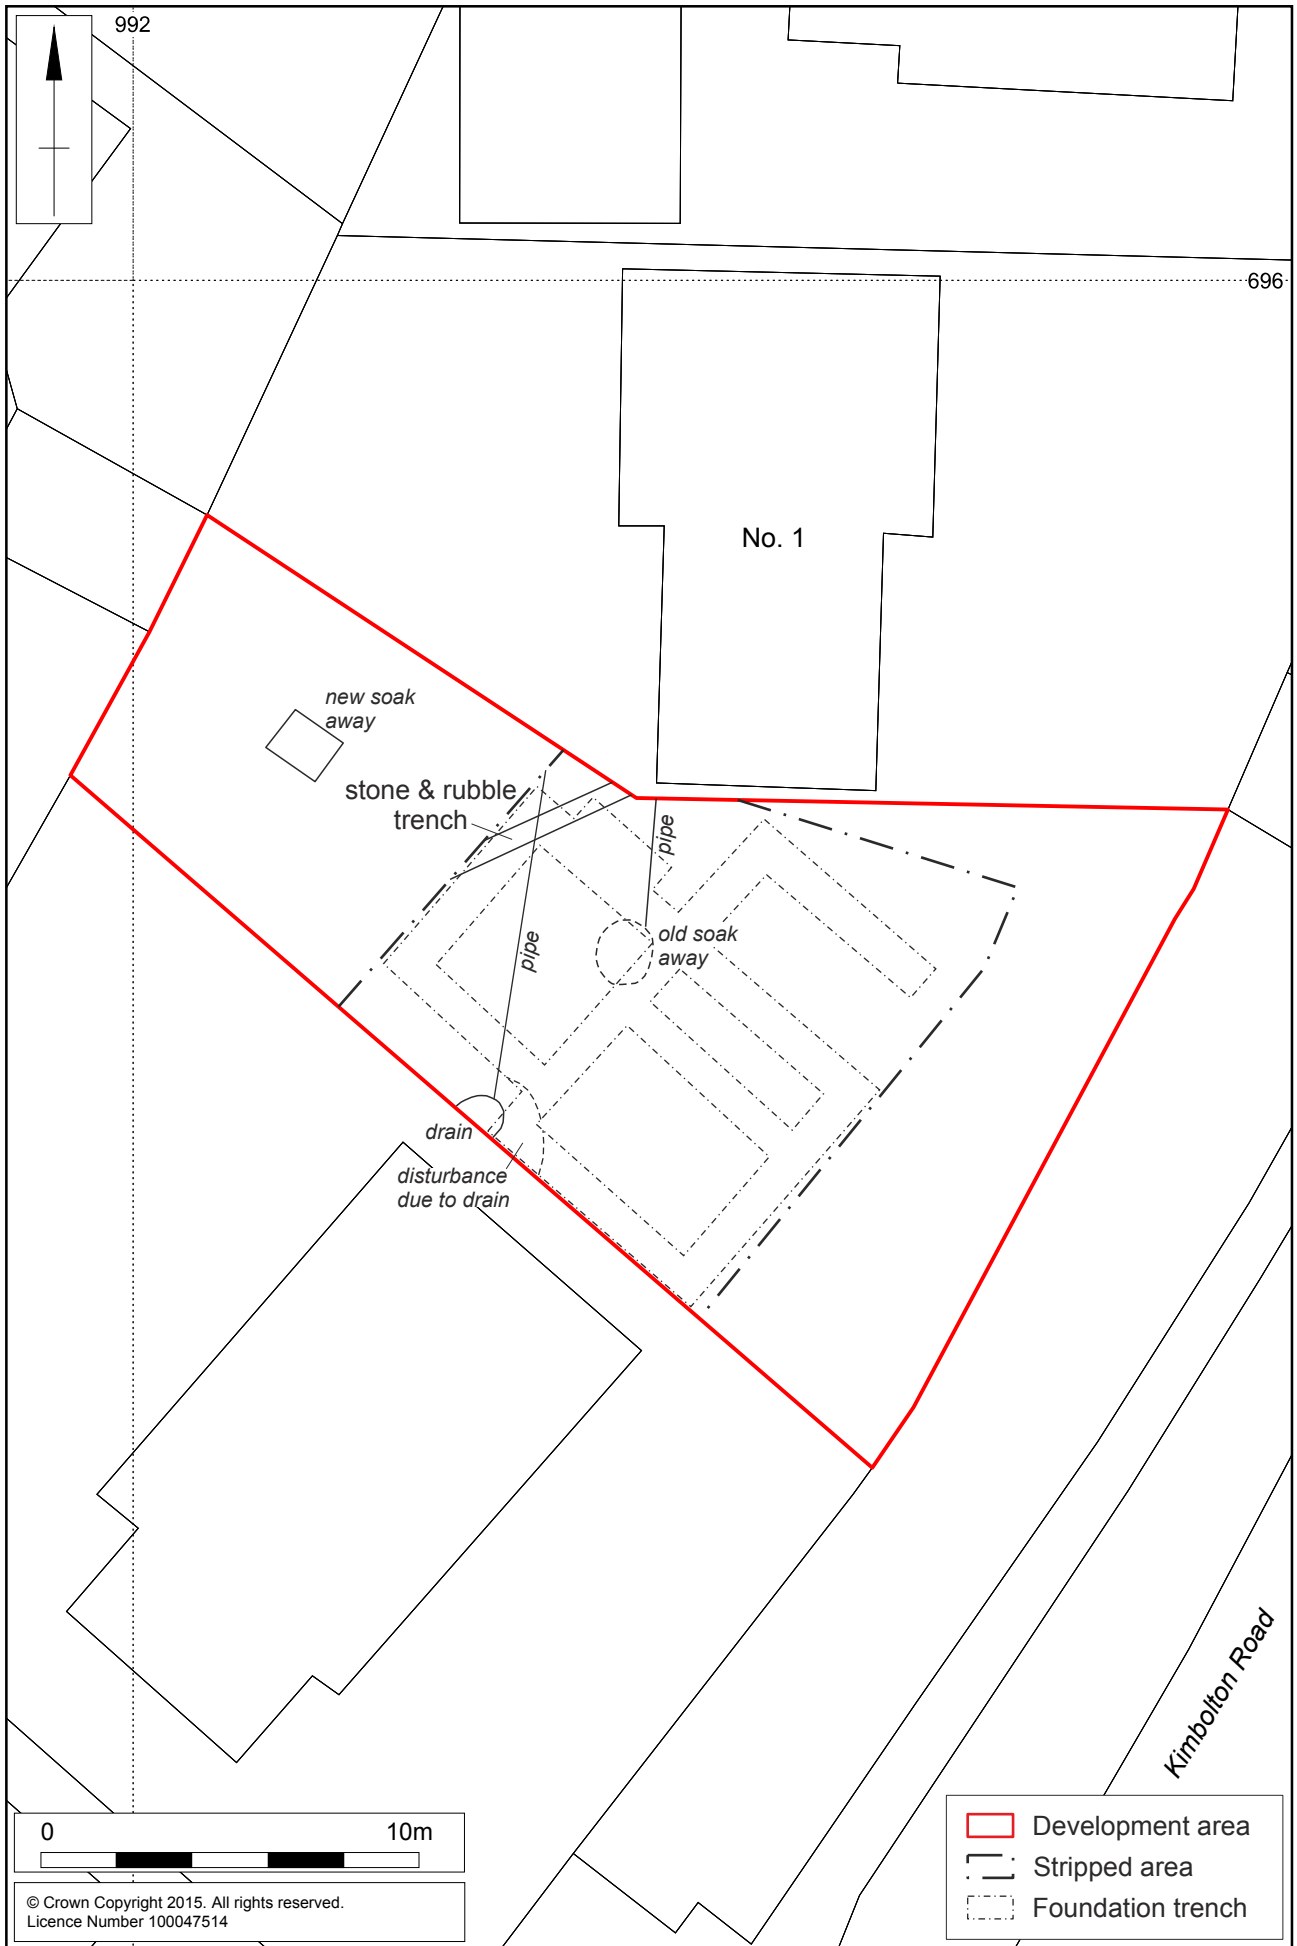 992
696
No. 1
new soak
away
stone & rubble
trench
pipe
pipe
old soak
away
drain
disturbance
due to drain
Kimbolton Road
0 10m
© Crown Copyright 2015. All rights reserved.
Licence Number 100047514
Development area
Stripped area
Foundation trench